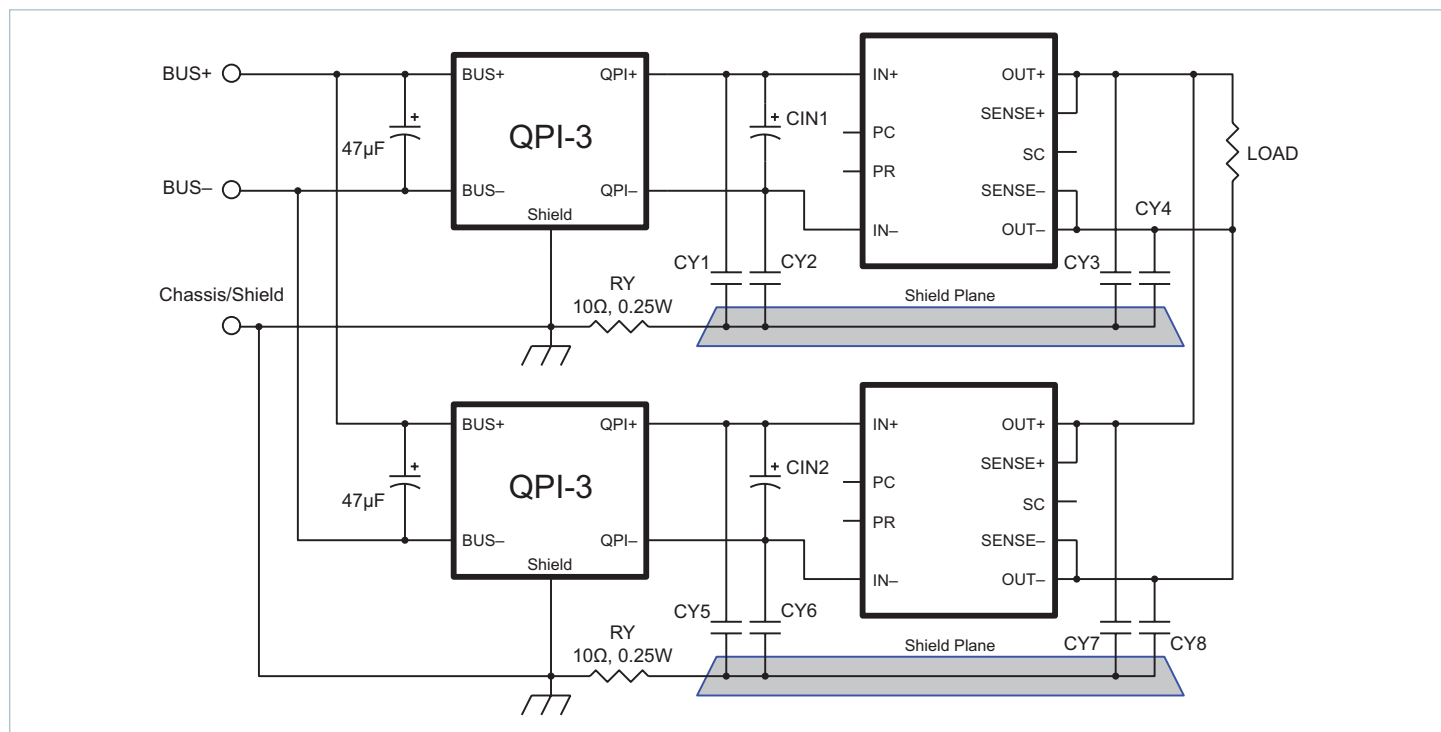 BUS+
47µF
+
BUS–
Chassis/Shield
BUS+
QPI+
QPI-3
BUS–
QPI–
Shield
+
CIN1
CY1
CY2
RY
10Ω, 0.25W
Shield Plane
IN+
OUT+
SENSE+
PC
SC
PR
SENSE–
IN–
OUT–
CY3
CY4
LOAD
47µF
+
BUS+
QPI+
QPI-3
BUS–
QPI–
Shield
+
CIN2
CY5
CY6
RY
10Ω, 0.25W
Shield Plane
IN+
OUT+
SENSE+
PC
SC
PR
SENSE–
IN–
OUT–
CY7
CY8